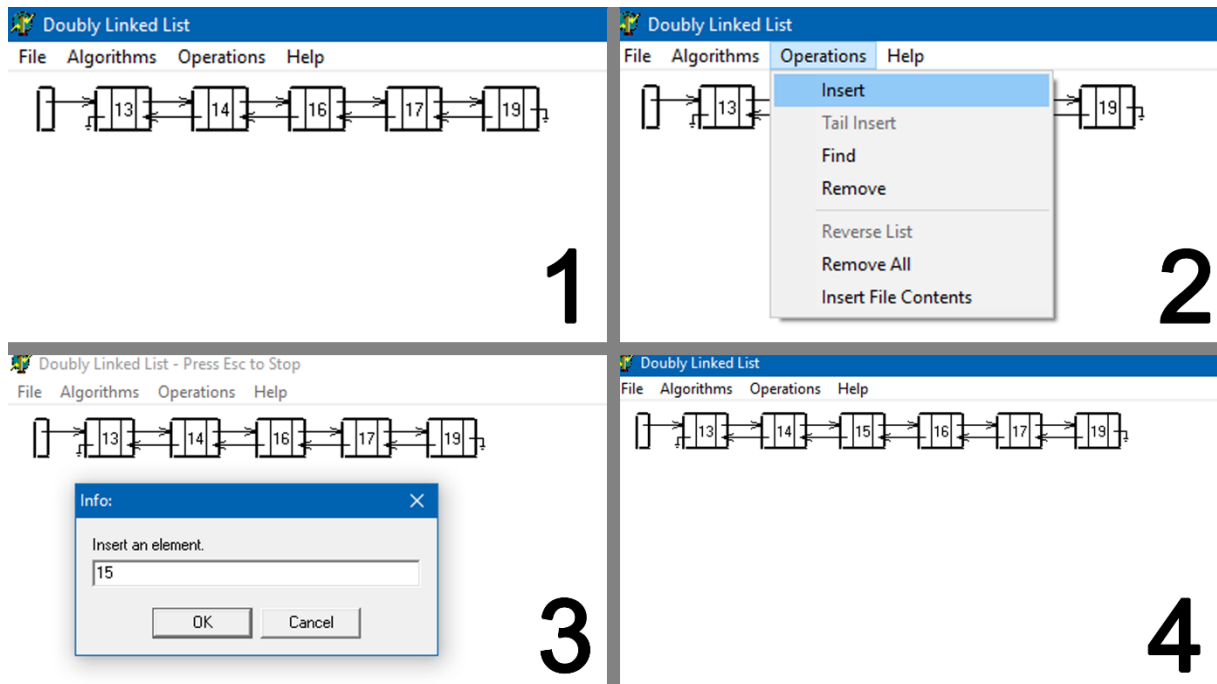 Doubly Linked List
File Algorithms Operations Help
13 14 16 17 19
1
Doubly Linked List
File Algorithms Operations Help
13 19
Insert
Tail Insert
Find
Remove
Reverse List
Remove All
Insert File Contents
2
Doubly Linked List - Press Esc to Stop
File Algorithms Operations Help
13 14 16 17 19
Info:
Insert an element.
15
OK Cancel
3
Doubly Linked List
File Algorithms Operations Help
13 14 15 16 17 19
4